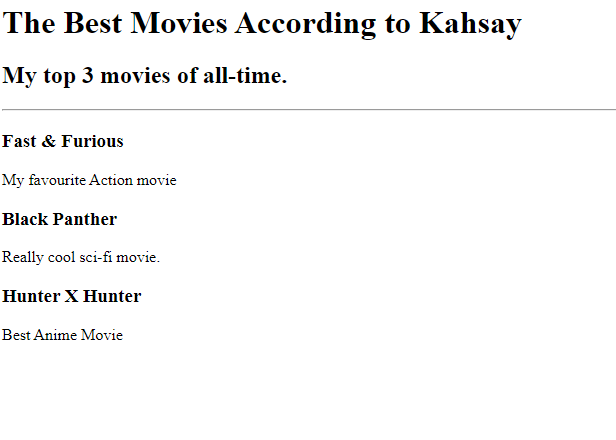 The Best Movies According to Kahsay
My top 3 movies of all-time.
Fast & Furious
My favourite Action movie
Black Panther
Really cool sci-fi movie.
Hunter X Hunter
Best Anime Movie